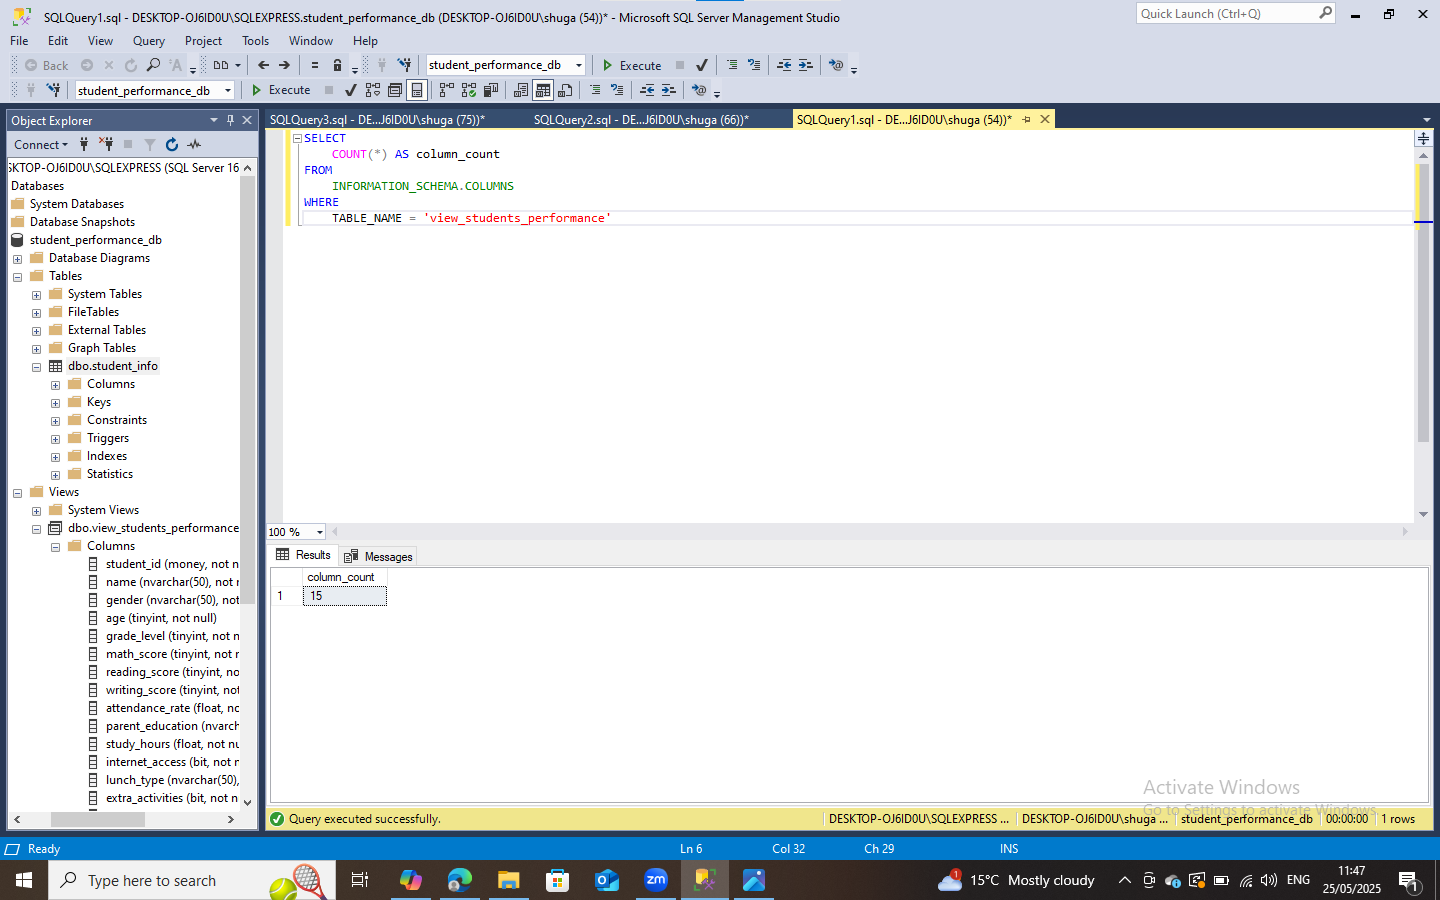 SQLQuery1.sql - DESKTOP-OJ6ID0U\SQLEXPRESS.student_performance_db (DESKTOP-OJ6ID0U\shuga (54))* - Microsoft SQL Server Management Studio
Quick Launch (Ctrl+Q)
File Edit View Query Project Tools Window Help
Back student_performance_db Execute
student_performance_db Execute
Object Explorer
SQLQuery3.sql - DE...J6ID0U\shuga (75))* SQLQuery2.sql - DE...J6ID0U\shuga (66))* SQLQuery1.sql - DE...J6ID0U\shuga (54))*
Connect
SKTOP-OJ6ID0U\SQLEXPRESS (SQL Server 16
Databases
System Databases
Database Snapshots
student_performance_db
Database Diagrams
Tables
System Tables
FileTables
External Tables
Graph Tables
dbo.student_info
Columns
Keys
Constraints
Triggers
Indexes
Statistics
Views
System Views
dbo.view_students_performance
Columns
student_id (money, not n
name (nvarchar(50), not r
gender (nvarchar(50), not
age (tinyint, not null)
grade_level (tinyint, not n
math_score (tinyint, not r
reading_score (tinyint, no
writing_score (tinyint, not
attendance_rate (float, nc
parent_education (nvarch
study_hours (float, not nu
internet_access (bit, not n
lunch_type (nvarchar(50),
extra_activities (bit, not n
SELECT
COUNT(*) AS column_count
FROM
INFORMATION_SCHEMA.COLUMNS
WHERE
TABLE_NAME = 'view_students_performance'
100 %
Results Messages
column_count
1 15
Activate Windows
Go to Settings to activate Windows.
Query executed successfully. DESKTOP-OJ6ID0U\SQLEXPRESS ... DESKTOP-OJ6ID0U\shuga ... student_performance_db 00:00:00 1 rows
Ready Ln 6 Col 32 Ch 29 INS
Type here to search zm 1 15°C Mostly cloudy ENG 11:47
25/05/2025 1